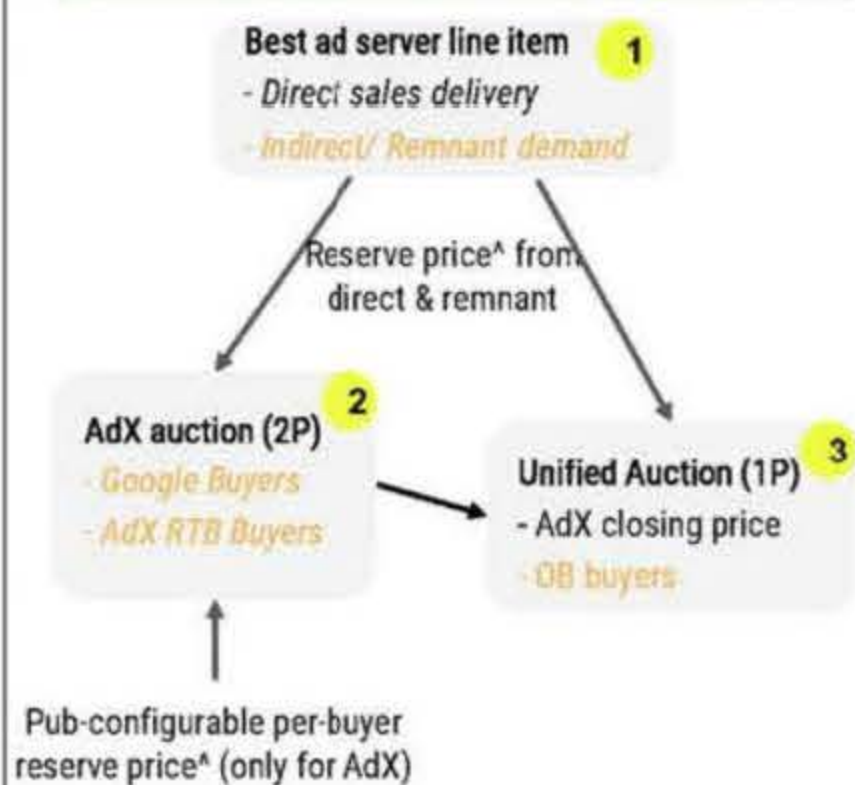 Best ad server line item
1
- Direct sales delivery
- Indirect/ Remnant demand
Reserve price^ from
direct & remnant
2
AdX auction (2P)
- Google Buyers
- AdX RTB Buyers
3
Unified Auction (1P)
- AdX closing price
- OB buyers
Pub-configurable per-buyer
reserve price^ (only for AdX)